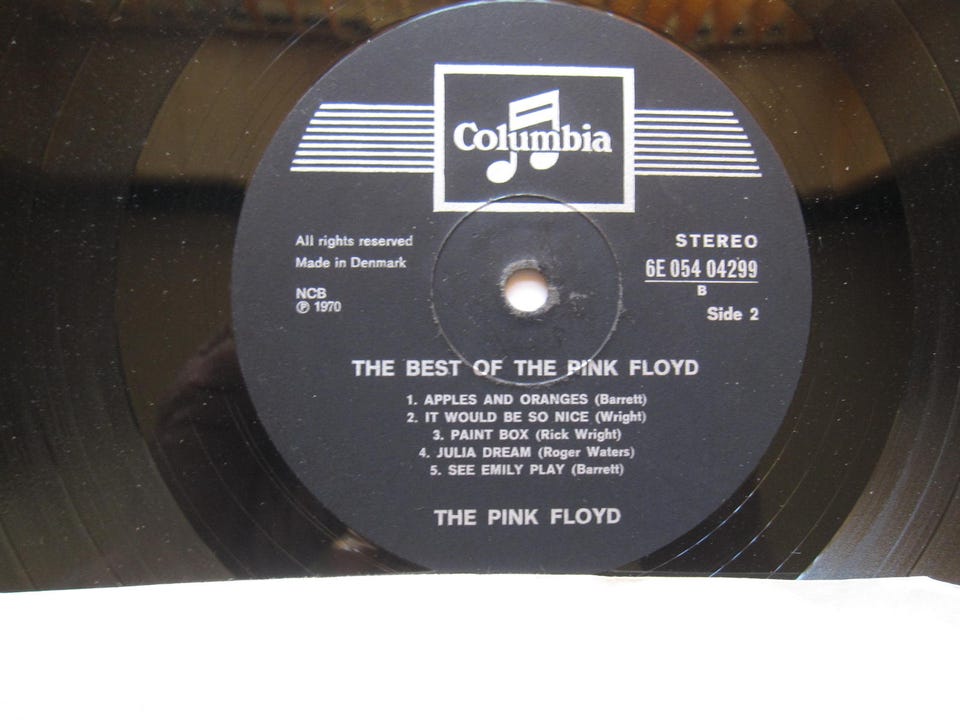 Columbia
All rights reserved
Made in Denmark
NCB
℗ 1970
STEREO
6E 054 04299
B
Side 2
THE BEST OF THE PINK FLOYD
1. APPLES AND ORANGES (Barrett)
2. IT WOULD BE SO NICE (Wright)
3. PAINT BOX (Rick Wright)
4. JULIA DREAM (Roger Waters)
5. SEE EMILY PLAY (Barrett)
THE PINK FLOYD